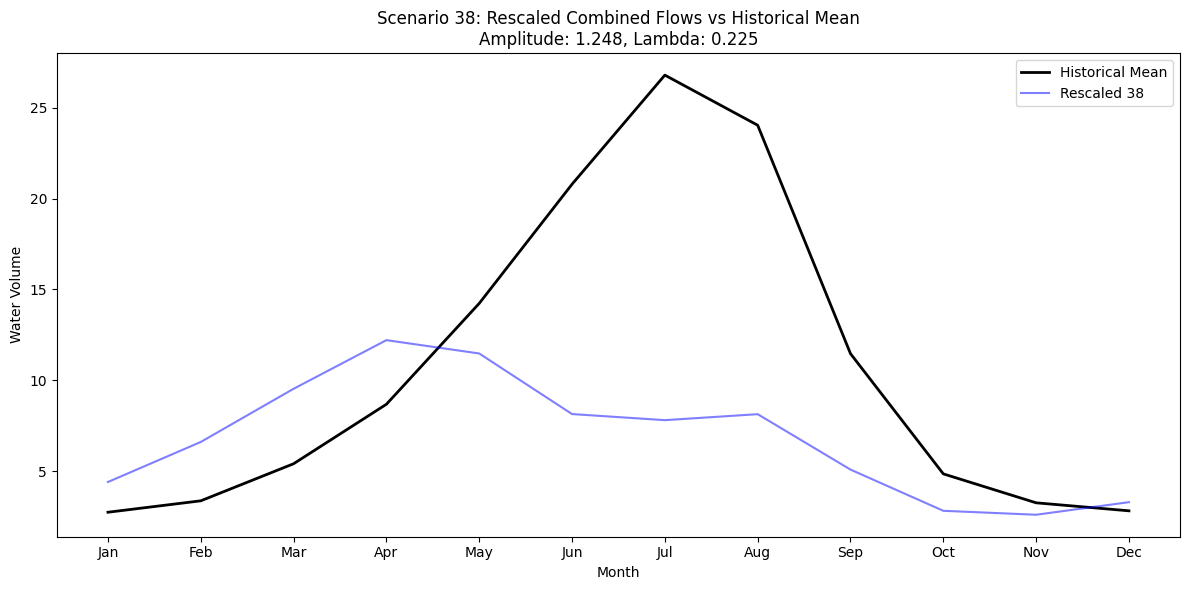 Scenario 38: Rescaled Combined Flows vs Historical Mean
Amplitude: 1.248, Lambda: 0.225
Historical Mean
Rescaled 38
Water Volume
25
20
15
10
5
Jan Feb Mar Apr May Jun Jul Aug Sep Oct Nov Dec
Month